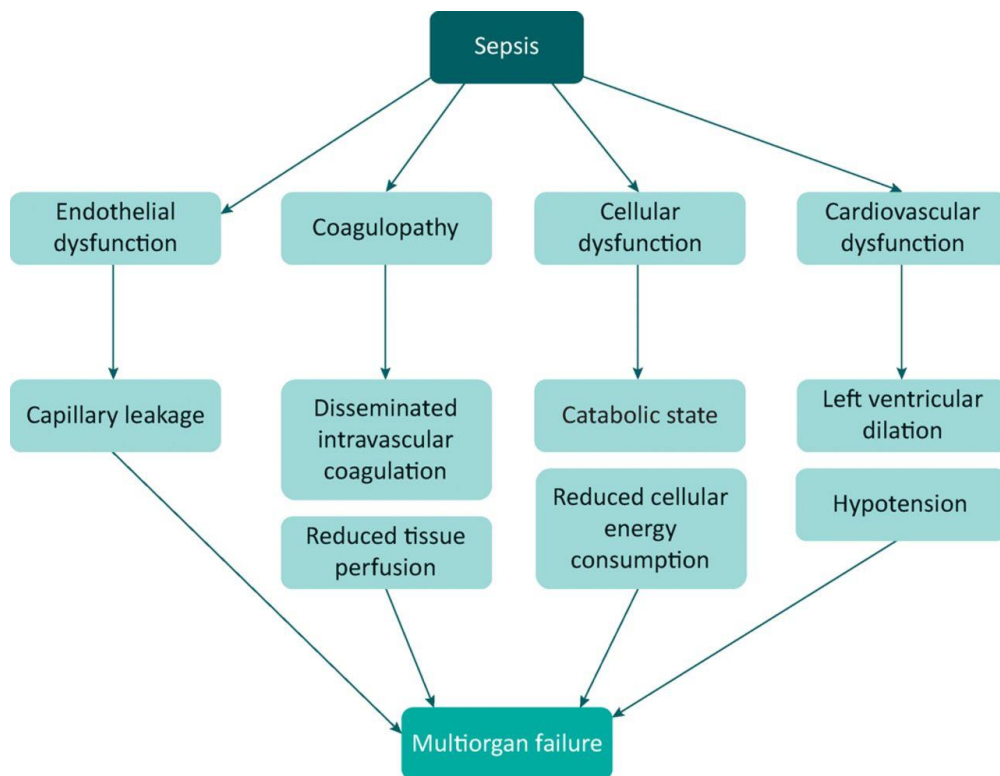 Sepsis
Endothelial
dysfunction
Coagulopathy
Cellular
dysfunction
Cardiovascular
dysfunction
Capillary leakage
Disseminated
intravascular
coagulation
Catabolic state
Left ventricular
dilation
Reduced tissue
perfusion
Reduced cellular
energy
consumption
Hypotension
Multiorgan failure